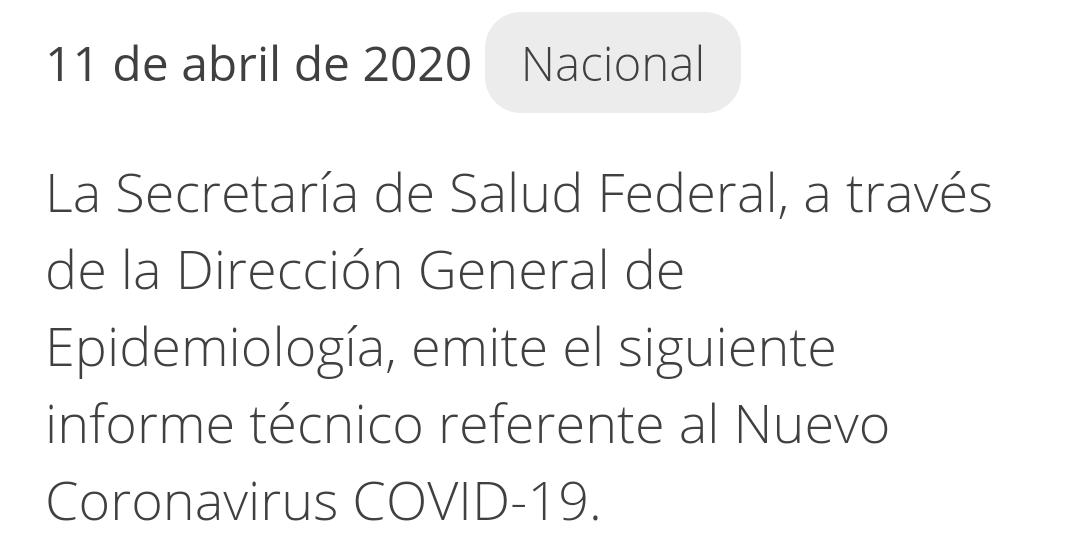 11 de abril de 2020 Nacional
La Secretaría de Salud Federal, a través
de la Dirección General de
Epidemiología, emite el siguiente
informe técnico referente al Nuevo
Coronavirus COVID-19.